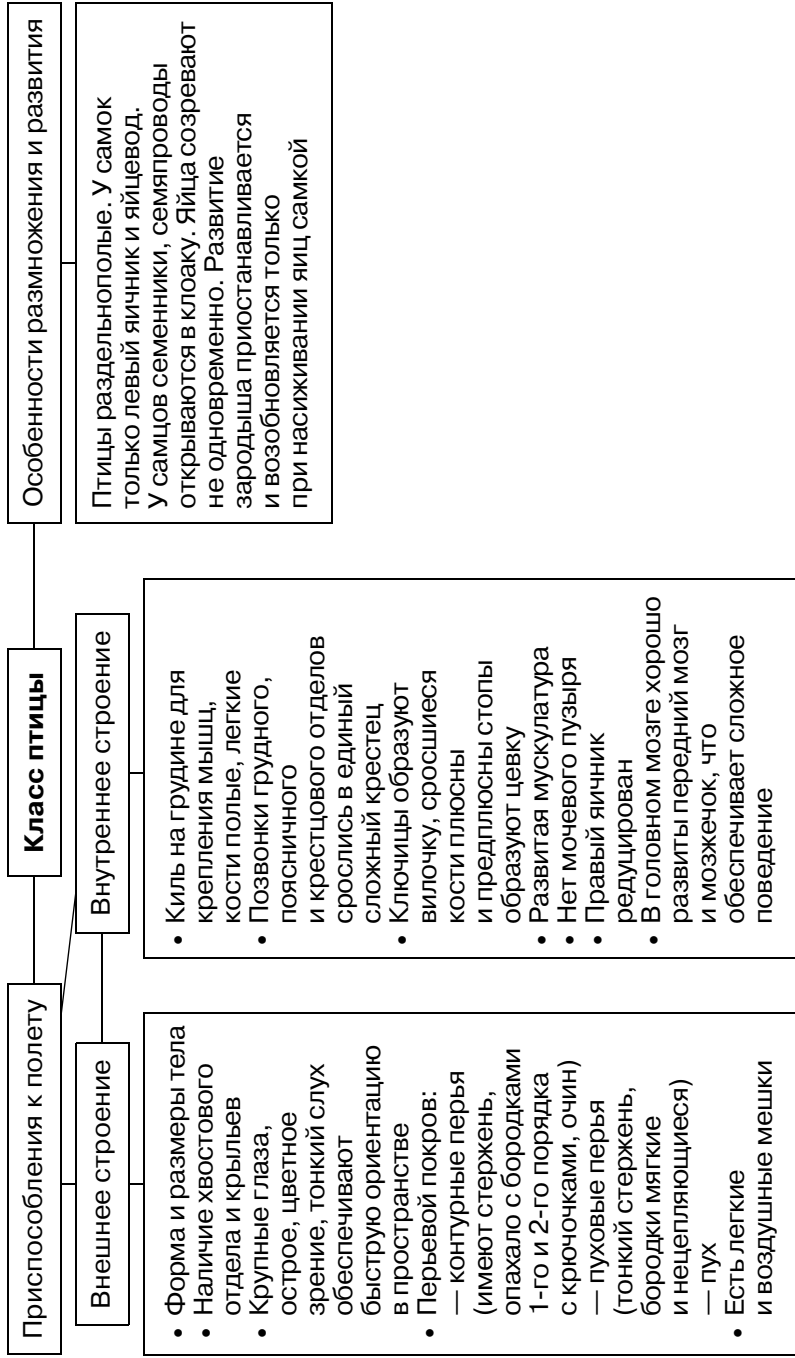 Класс птицы
Приспособления к полету
Внешнее строение
• Форма и размеры тела
• Наличие хвостового
отдела и крыльев
• Крупные глаза,
острое, цветное
зрение, тонкий слух
обеспечивают
быструю ориентацию
в пространстве
• Перьевой покров:
— контурные перья
(имеют стержень,
опахало с бородками
1-го и 2-го порядка
с крючочками, очин)
— пуховые перья
(тонкий стержень,
бородки мягкие
и нецепляющиеся)
— пух
• Есть легкие
и воздушные мешки
Внутреннее строение
• Киль на грудине для
крепления мышц,
кости полые, легкие
• Позвонки грудного,
поясничного
и крестцового отделов
срослись в единый
сложный крестец
• Ключицы образуют
вилочку, сросшиеся
кости плюсны
и предплюсны стопы
образуют цевку
• Развитая мускулатура
• Нет мочевого пузыря
• Правый яичник
редуцирован
• В головном мозге хорошо
развиты передний мозг
и мозжечок, что
обеспечивает сложное
поведение
Особенности размножения и развития
Птицы раздельнополые. У самок
только левый яичник и яйцевод.
У самцов семенники, семяпроводы
открываются в клоаку. Яйца созревают
не одновременно. Развитие
зародыша приостанавливается
и возобновляется только
при насиживании яиц самкой